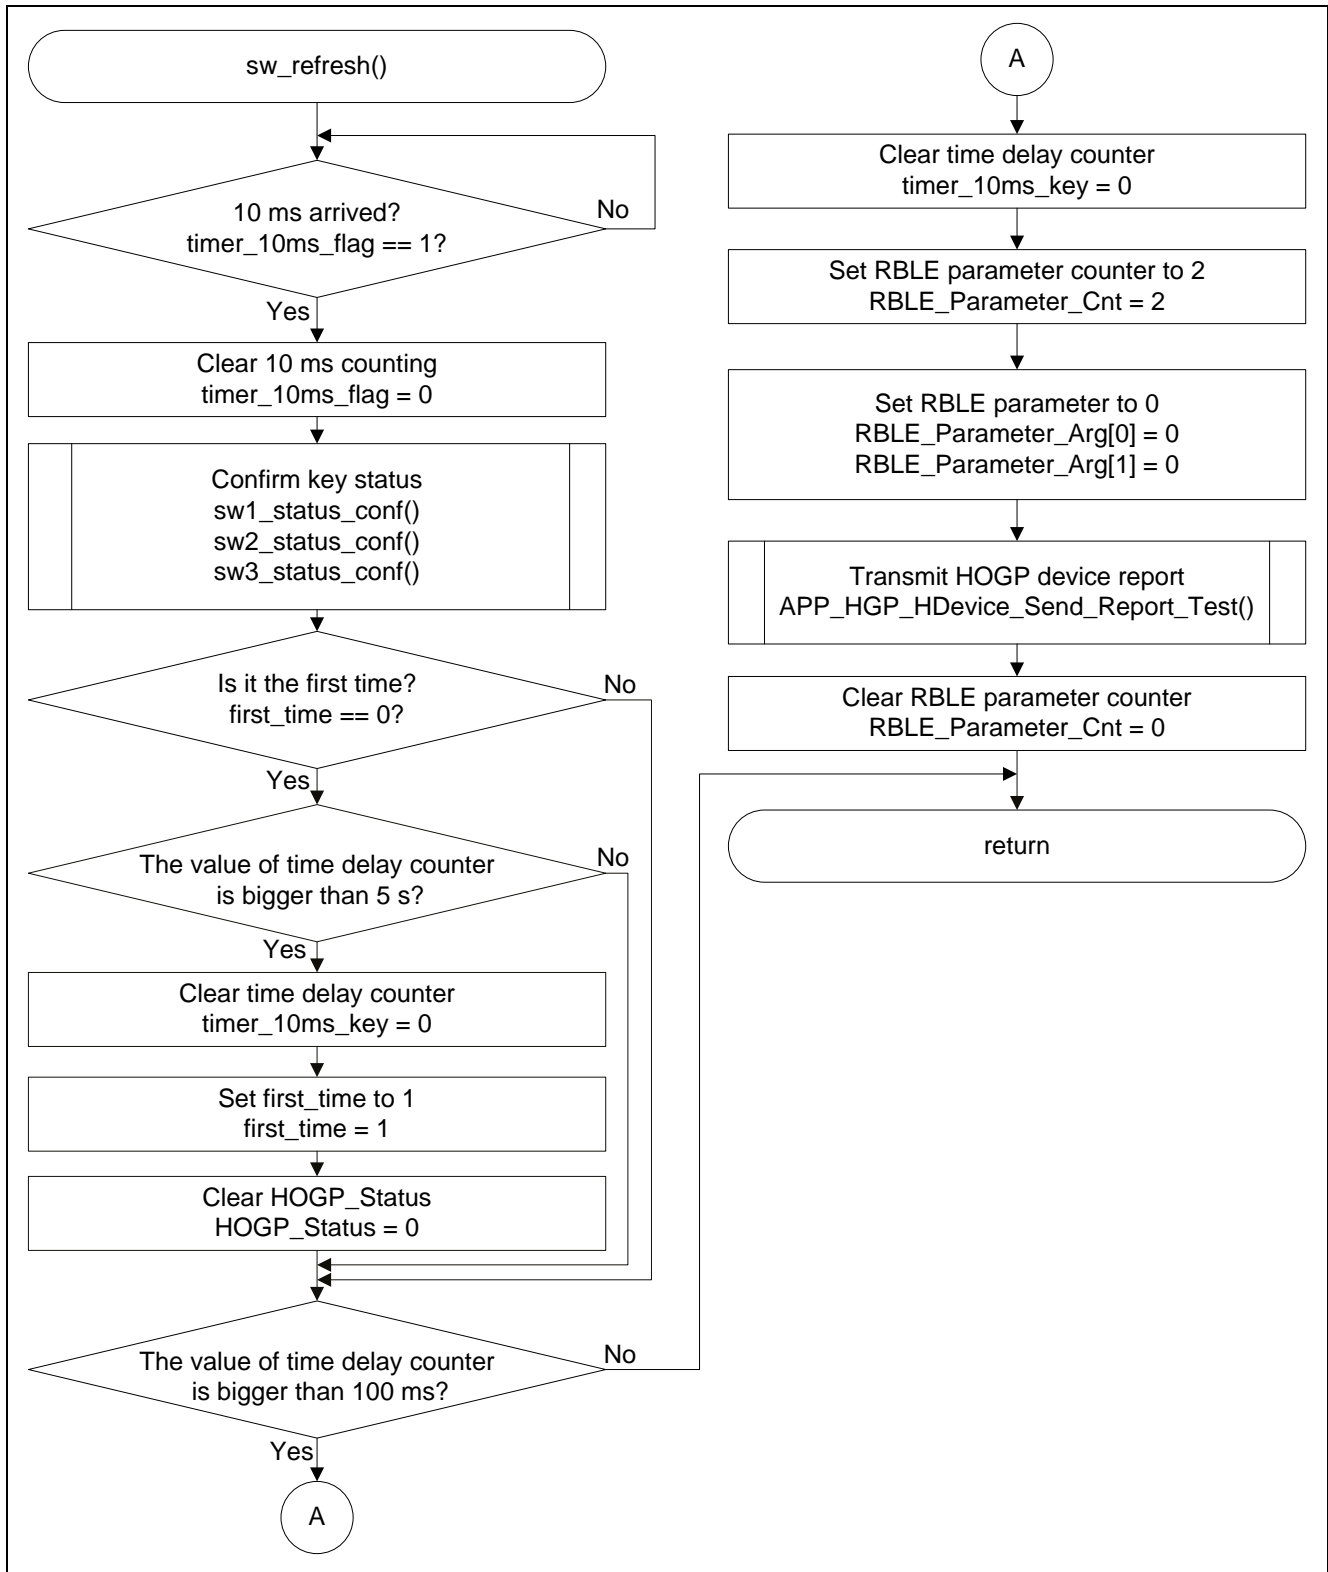 sw_refresh()
10 ms arrived?
timer_10ms_flag == 1?
No
Yes
Clear 10 ms counting
timer_10ms_flag = 0
Confirm key status
sw1_status_conf()
sw2_status_conf()
sw3_status_conf()
Is it the first time?
first_time == 0?
No
Yes
The value of time delay counter
is bigger than 5 s?
No
Yes
Clear time delay counter
timer_10ms_key = 0
Set first_time to 1
first_time = 1
Clear HOGP_Status
HOGP_Status = 0
The value of time delay counter
is bigger than 100 ms?
No
Yes
A
A
Clear time delay counter
timer_10ms_key = 0
Set RBLE parameter counter to 2
RBLE_Parameter_Cnt = 2
Set RBLE parameter to 0
RBLE_Parameter_Arg[0] = 0
RBLE_Parameter_Arg[1] = 0
Transmit HOGP device report
APP_HGP_HDevice_Send_Report_Test()
Clear RBLE parameter counter
RBLE_Parameter_Cnt = 0
return